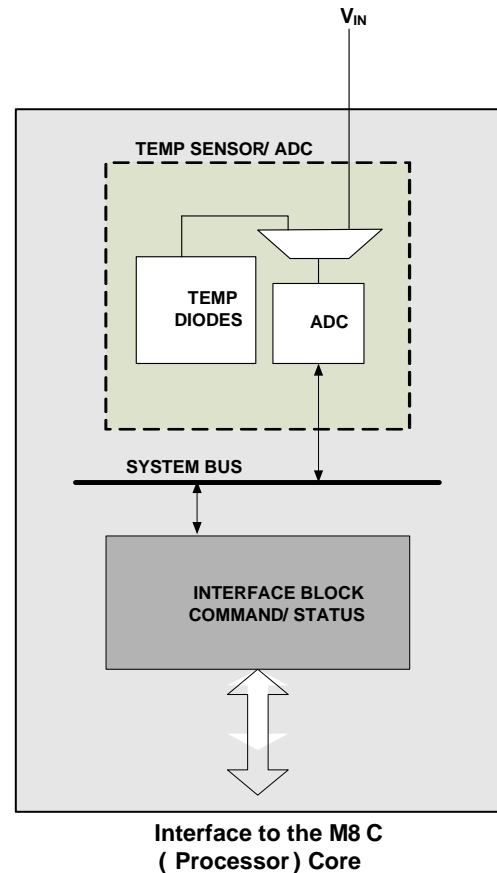 VIN
TEMP SENSOR/ ADC
TEMP
DIODES
ADC
SYSTEM BUS
INTERFACE BLOCK
COMMAND/ STATUS
Interface to the M8 C
( Processor ) Core